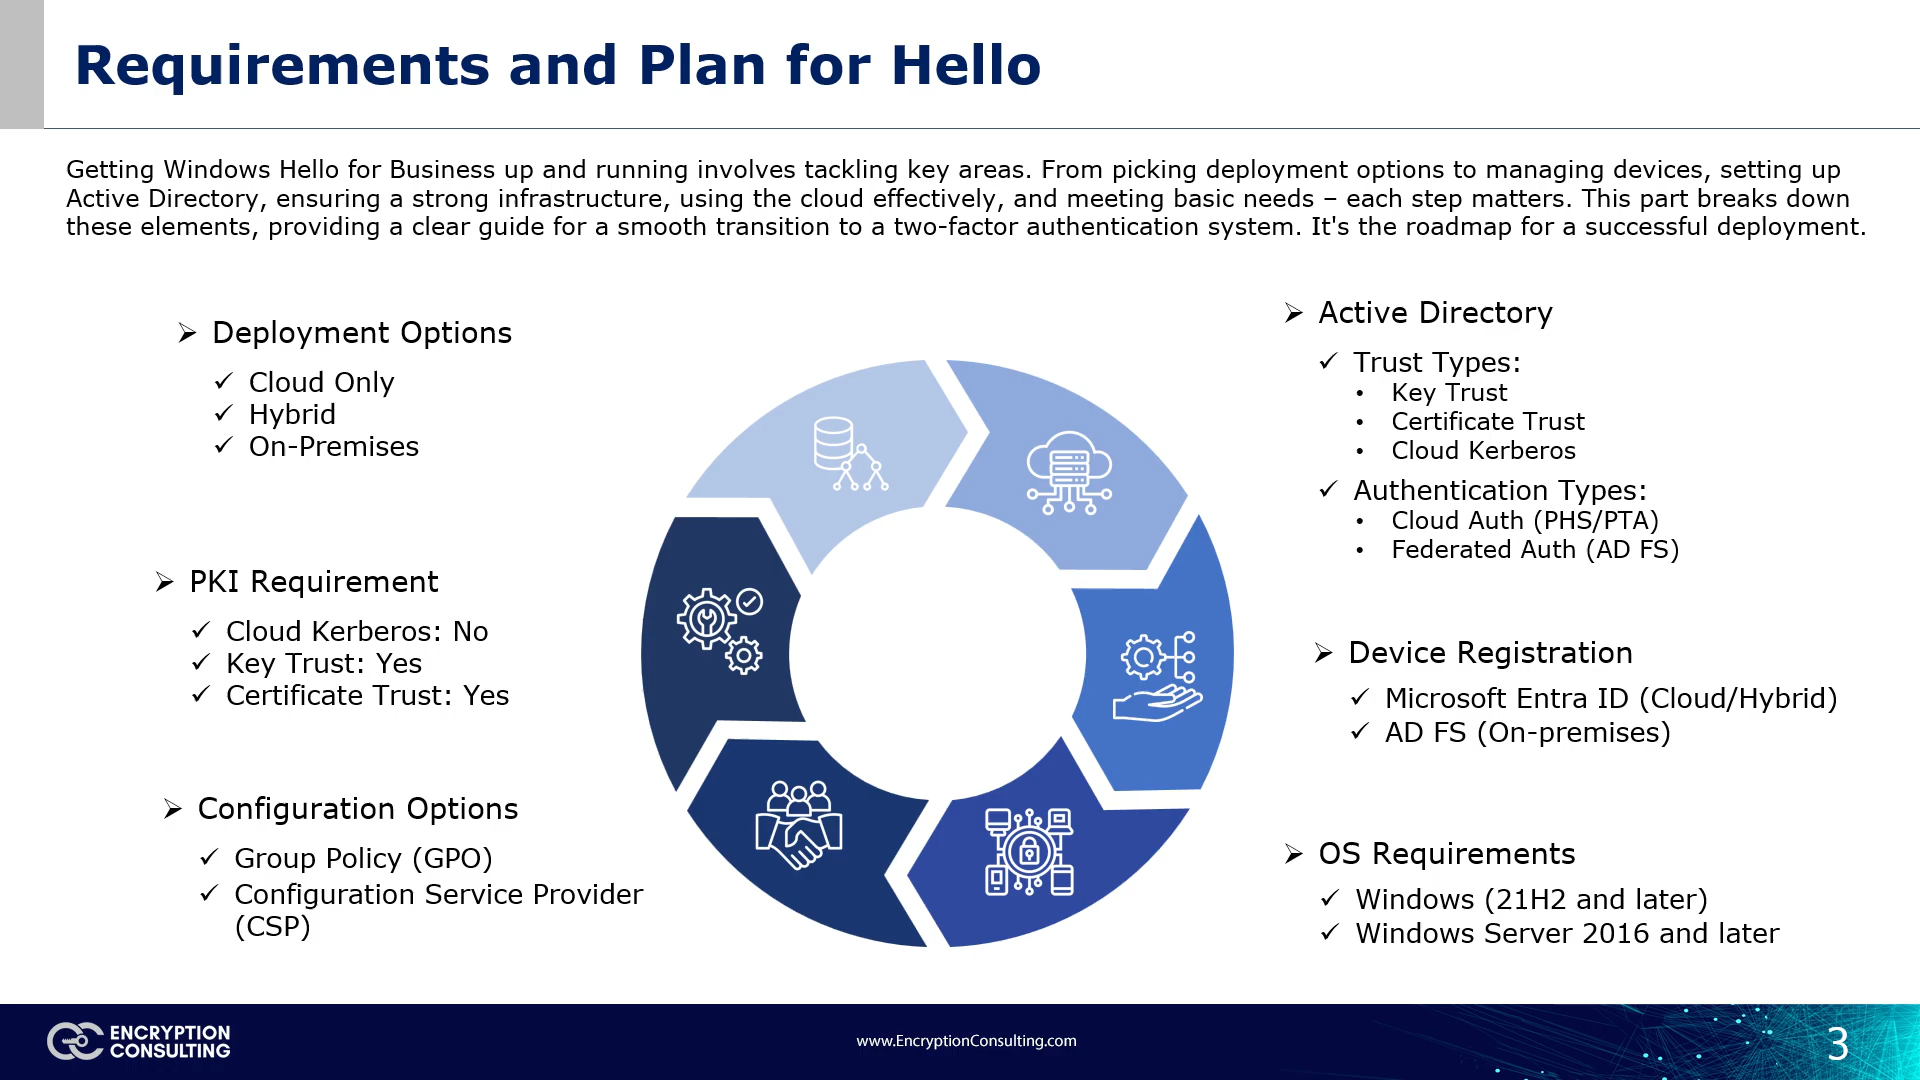 Requirements and Plan for Hello
Getting Windows Hello for Business up and running involves tackling key areas. From picking deployment options to managing devices, setting up
Active Directory, ensuring a strong infrastructure, using the cloud effectively, and meeting basic needs – each step matters. This part breaks down
these elements, providing a clear guide for a smooth transition to a two-factor authentication system. It's the roadmap for a successful deployment.
➢ Deployment Options
✓ Cloud Only
✓ Hybrid
✓ On-Premises
➢ PKI Requirement
✓ Cloud Kerberos: No
✓ Key Trust: Yes
✓ Certificate Trust: Yes
➢ Configuration Options
✓ Group Policy (GPO)
✓ Configuration Service Provider
(CSP)
➢ Active Directory
✓ Trust Types:
• Key Trust
• Certificate Trust
• Cloud Kerberos
✓ Authentication Types:
• Cloud Auth (PHS/PTA)
• Federated Auth (AD FS)
➢ Device Registration
✓ Microsoft Entra ID (Cloud/Hybrid)
✓ AD FS (On-premises)
➢ OS Requirements
✓ Windows (21H2 and later)
✓ Windows Server 2016 and later
ENCRYPTION
CONSULTING
www.EncryptionConsulting.com
3